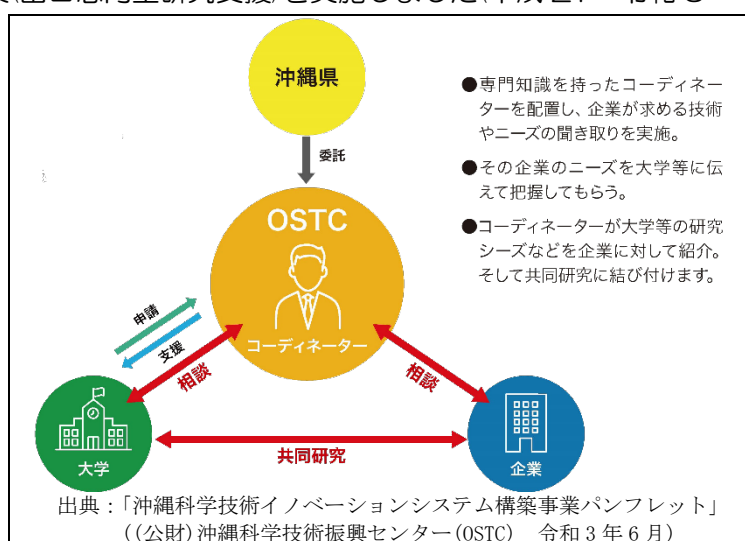 沖縄県
委託
OSTC
コーディネーター
申請
支援
相談
相談
大学
共同研究
企業
●専門知識を持ったコーディネー
ターを配置し、企業が求める技術
やニーズの聞き取りを実施。
●その企業のニーズを大学等に伝
えて把握してもらう。
●コーディネーターが大学等の研究
シーズなどを企業に対して紹介。
そして共同研究に結び付けます。
出典：「沖縄科学技術イノベーションシステム構築事業パンフレット」
((公財)沖縄科学技術振興センター(OSTC) 令和3年6月)